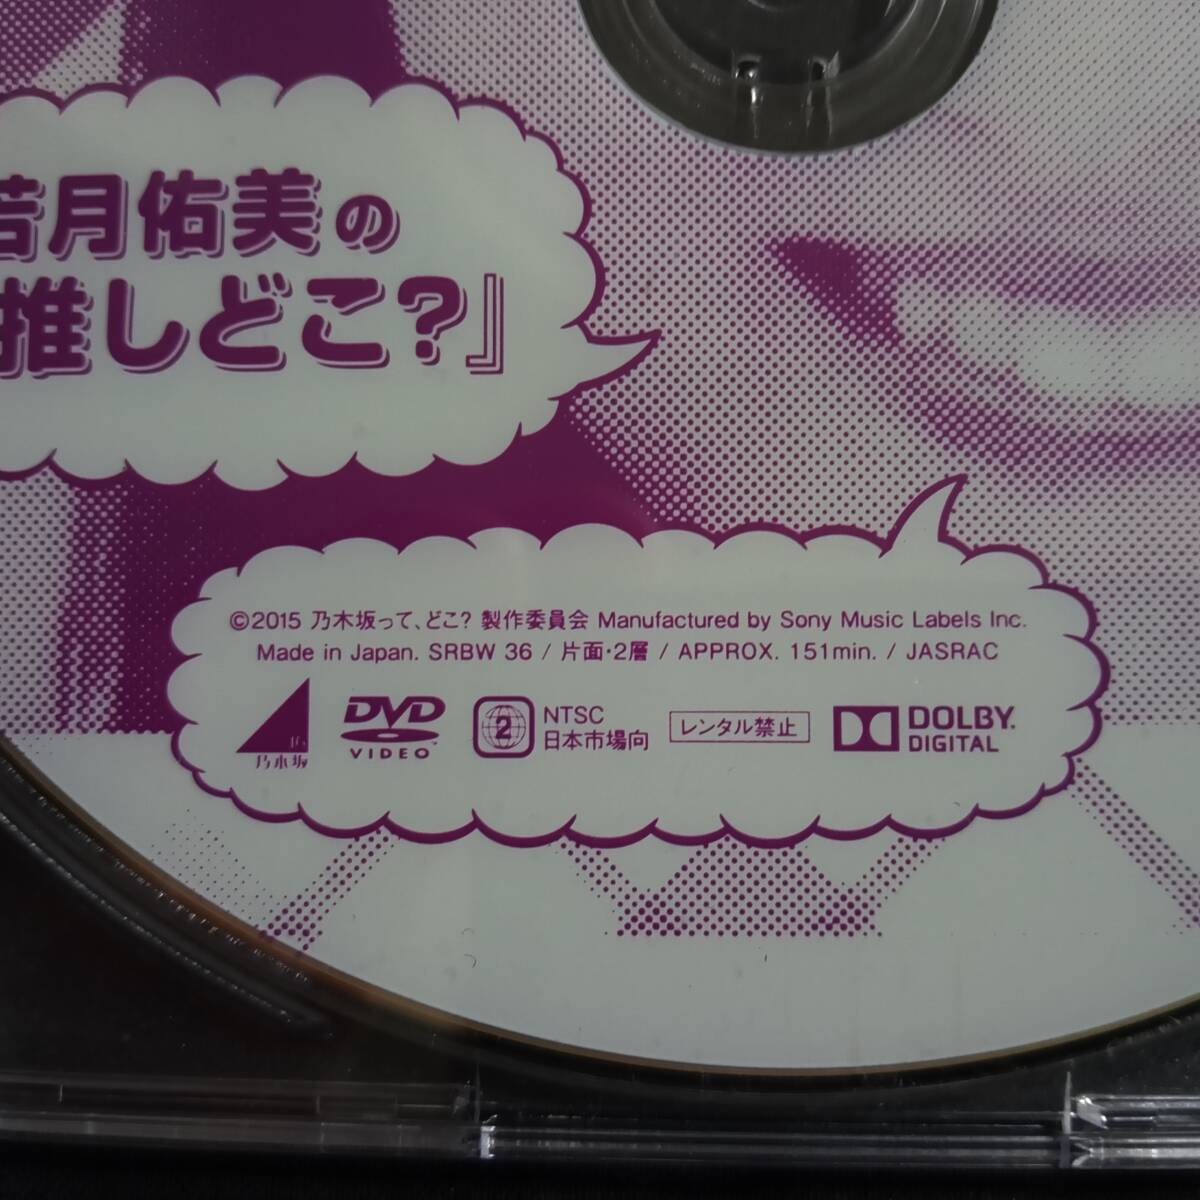 若月佑美の
推しどこ?』
©2015 乃木坂って、どこ? 製作委員会 Manufactured by Sony Music Labels Inc.
Made in Japan. SRBW 36 / 片面・2層 / APPROX. 151min. / JASRAC
46
乃木坂
DVD
VIDEO™
2
NTSC
日本市場向
レンタル禁止
DOLBY.
DIGITAL